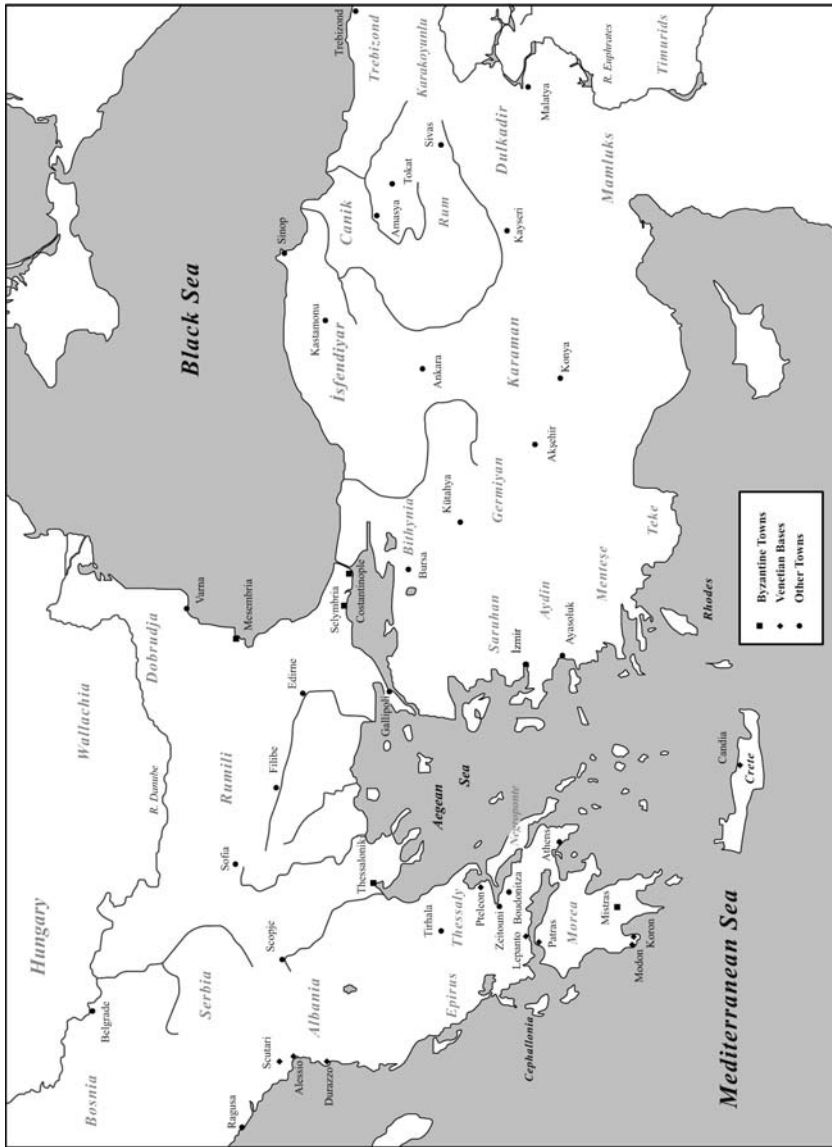 Hungary
Bosnia
Belgrade
Serbia
Wallachia
R. Danube
Dobrudja
Varna
Mesembria
Black Sea
Ragusa
Scutari
Alessio
Durazzo
Albania
Scopje
Sofia
Rumili
Filibe
Edirne
Selymbria
Costantinople
Sinop
Kastamonu
İsfendiyar
Canik
Amasya
Tokat
Trebizond
Trebizond
Karakoyunlu
Epirus
Thessaly
Tirhala
Thessalonik
Aegean
Sea
Gallipoli
Bithynia
Bursa
Kütahya
Germiyan
Ankara
Rum
Sivas
Kayseri
Dulkadir
Malatya
R. Euphrates
Timurids
Mamluks
Cephallonia
Pteleon
Zeitouni
Boudonitza
Lepanto
Patras
Negroponte
Athens
Morea
Mistras
Modon
Koron
Saruhan
İzmir
Aydin
Ayasoluk
Menteşe
Teke
Akşehir
Karaman
Konya
Rhodes
Candia
Crete
Mediterranean Sea
Byzantine Towns
Venetian Bases
Other Towns